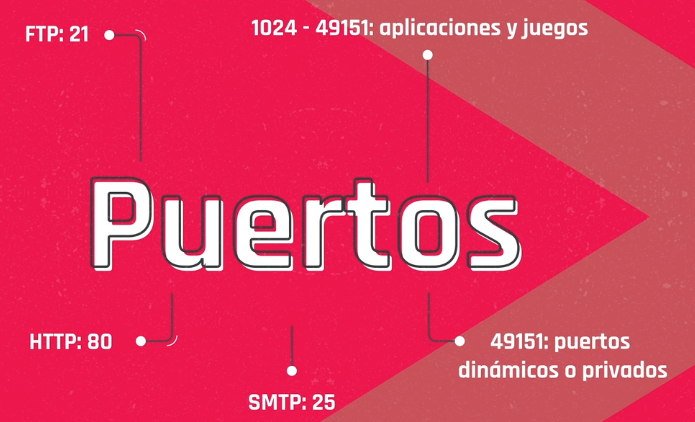 FTP: 21
1024 - 49151: aplicaciones y juegos
Puertos
HTTP: 80
49151: puertos
dinámicos o privados
SMTP: 25